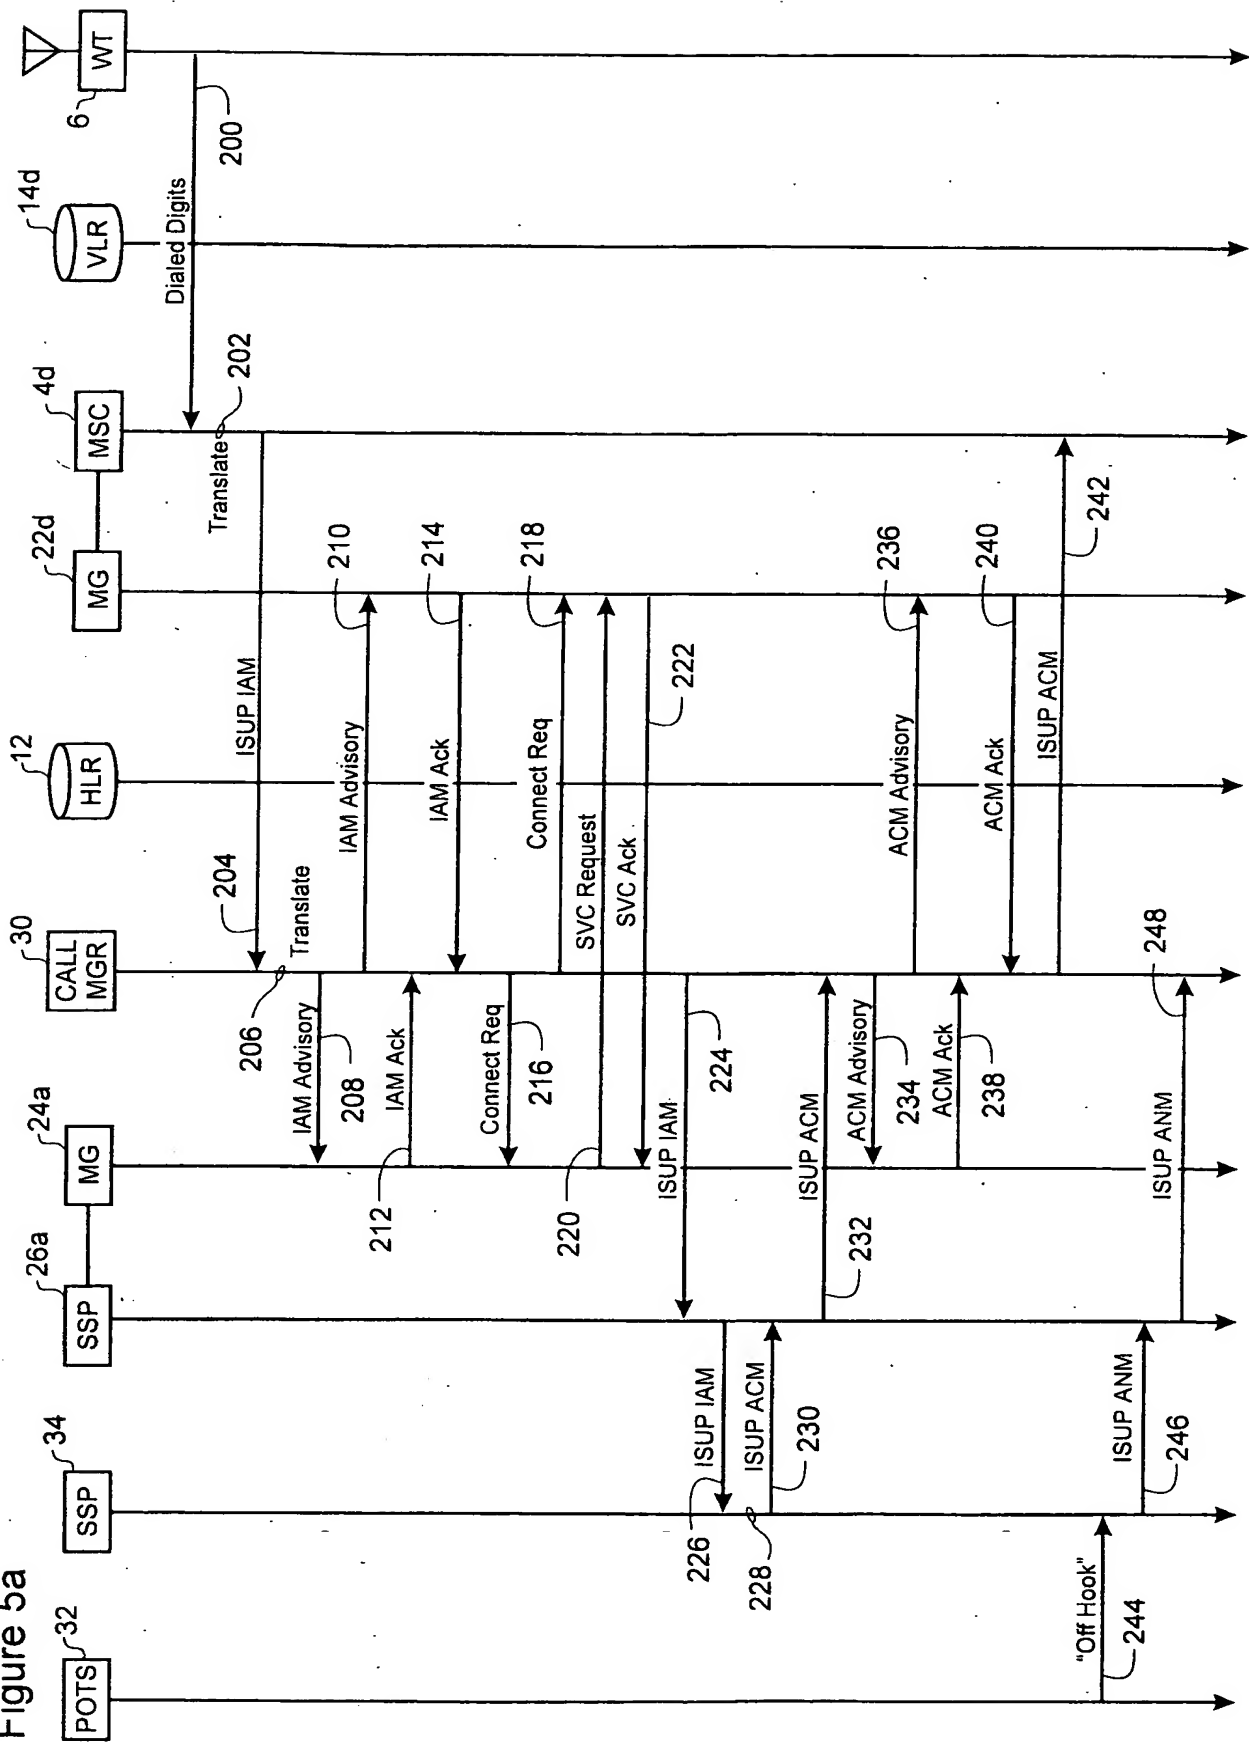 Figure 5a
POTS
32
SSP
34
SSP
26a
MG
24a
CALL
MGR
30
HLR
12
MG
22d
MSC
4d
VLR
14d
WT
6
Dialed Digits
200
Translate
202
ISUP IAM
204
Translate
206
IAM Advisory
208
IAM Advisory
210
IAM Ack
212
IAM Ack
214
Connect Req
216
Connect Req
218
SVC Request
220
SVC Ack
222
ISUP IAM
224
ISUP IAM
226
228
ISUP ACM
230
ISUP ACM
232
ACM Advisory
234
ACM Advisory
236
ACM Ack
238
ACM Ack
240
ISUP ACM
242
"Off Hook"
244
ISUP ANM
246
ISUP ANM
248